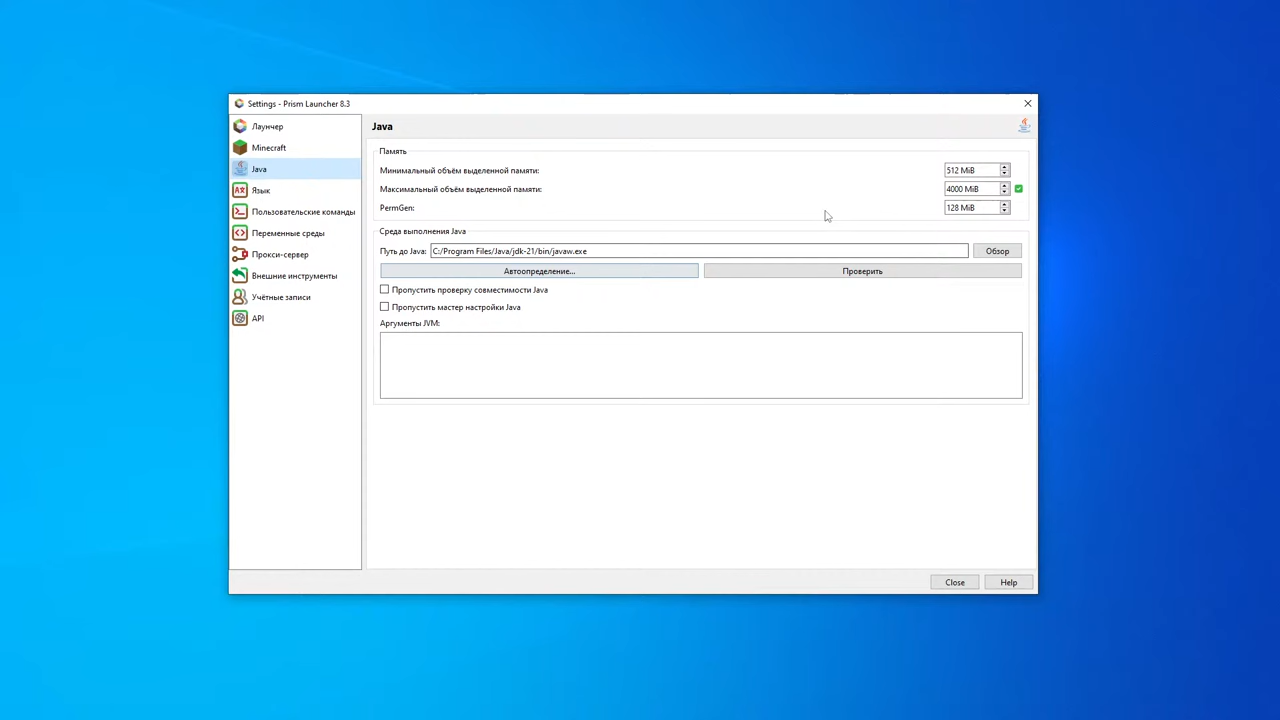 Settings - Prism Launcher 8.3
Лаунчер
Minecraft
Java
Язык
Пользовательские команды
Переменные среды
Прокси-сервер
Внешние инструменты
Учётные записи
API
Java
Память
Минимальный объём выделенной памяти:
512 MiB
Максимальный объём выделенной памяти:
4000 MiB
PermGen:
128 MiB
Среда выполнения Java
Путь до Java:
C:/Program Files/Java/jdk-21/bin/javaw.exe
Обзор
Автоопределение...
Проверить
Пропустить проверку совместимости Java
Пропустить мастер настройки Java
Аргументы JVM:
Close
Help